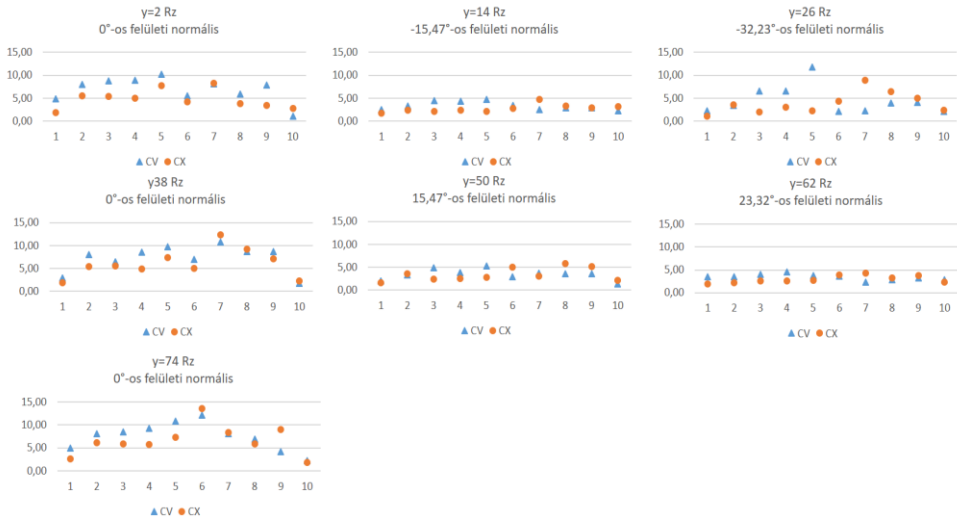 y=2 Rz
0°-os felületi normális
15,00
10,00
5,00
0,00
1 2 3 4 5 6 7 8 9 10
CV CX
y=14 Rz
-15,47°-os felületi normális
15,00
10,00
5,00
0,00
1 2 3 4 5 6 7 8 9 10
CV CX
y=26 Rz
-32,23°-os felületi normális
15,00
10,00
5,00
0,00
1 2 3 4 5 6 7 8 9 10
CV CX
y38 Rz
0°-os felületi normális
15,00
10,00
5,00
0,00
1 2 3 4 5 6 7 8 9 10
CV CX
y=50 Rz
15,47°-os felületi normális
15,00
10,00
5,00
0,00
1 2 3 4 5 6 7 8 9 10
CV CX
y=62 Rz
23,32°-os felületi normális
15,00
10,00
5,00
0,00
1 2 3 4 5 6 7 8 9 10
CV CX
y=74 Rz
0°-os felületi normális
15,00
10,00
5,00
0,00
1 2 3 4 5 6 7 8 9 10
CV CX